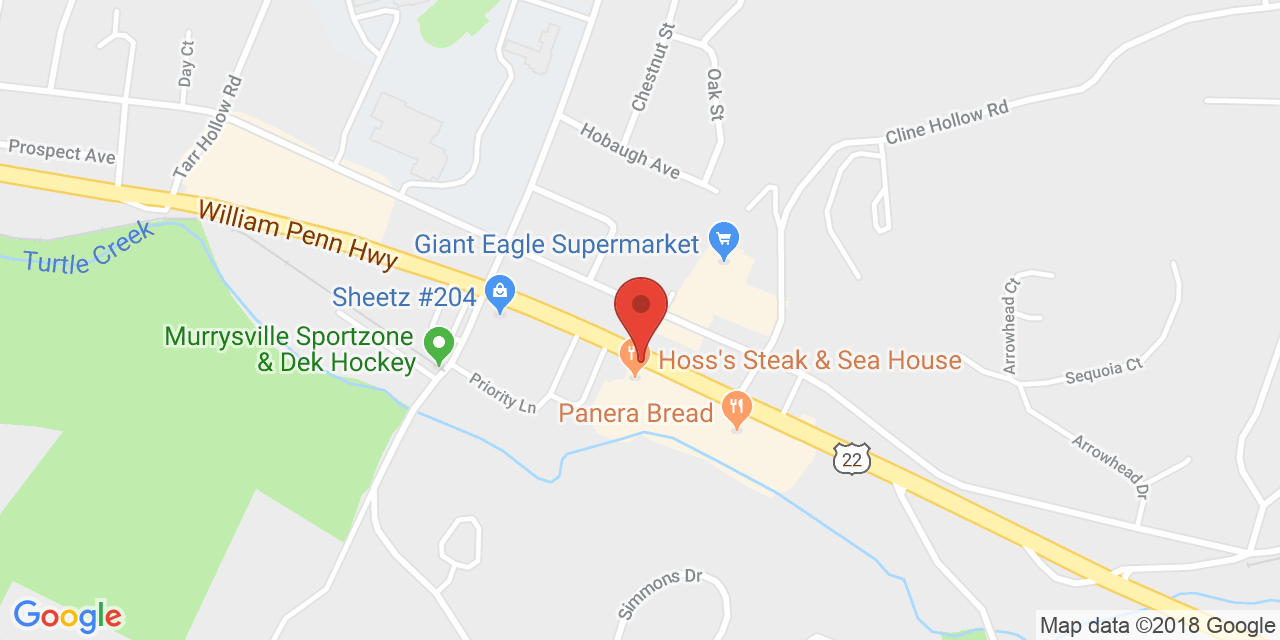 Chestnut St
Day Ct
Oak St
Tarr Hollow Rd
Cline Hollow Rd
Hobaugh Ave
Prospect Ave
William Penn Hwy
Turtle Creek
Giant Eagle Supermarket
Sheetz #204
Arrowhead Ct
Murrysville Sportzone
& Dek Hockey
Hoss's Steak & Sea House
Sequoia Ct
Priority Ln
Panera Bread
22
Arrowhead Dr
Simmons Dr
Google
Map data ©2018 Google